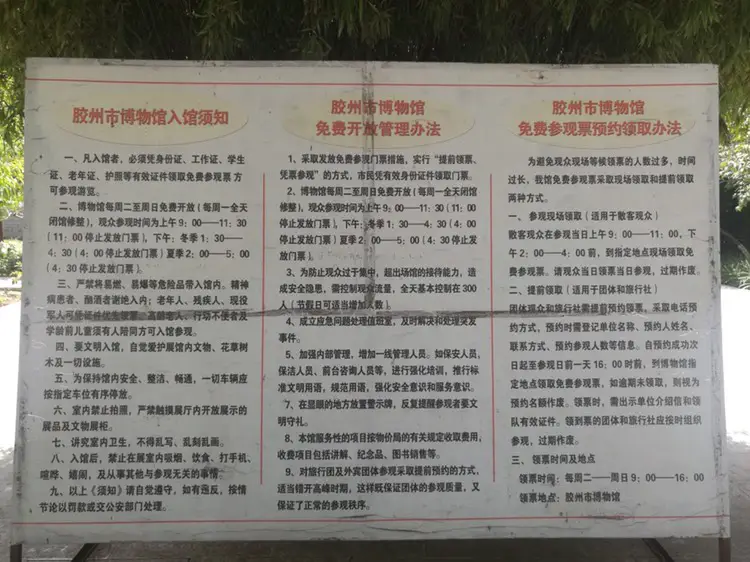 胶州市博物馆入馆须知
一、凡入馆者，必须凭身份证、工作证、学生
证、老年证、护照等有效证件领取免费参观票方
可参观游览。
二、博物馆每周二至周日免费开放（每周一全天
闭馆修整），观众参时间为上午9：00—11：30
（11：00停止发放门票），下午：冬季1：30——
4：30（4：00停止发放门票）夏季2：00——5：00
（4：30停止发放门票）。
三、严禁将易燃、易爆等危险品带入馆内。精神
病患者、酗酒者谢绝入内；老年人、残疾人、现役
军人可凭证件优先领票；高龄老人、行动不便者及
学龄前儿童须有人陪同方可入馆参观。
四、要文明入馆，自觉爱护展馆内文物、花草树
木及一切设施。
五、为保持馆内安全、整洁、畅通，一切车辆应
按指定车位有序停放。
六、室内禁止拍照，严禁触摸展厅内开放展示的
展品及文物展柜。
七、讲究室内卫生，不得乱写、乱刻乱画。
八、入馆后，禁止在展室内吸烟、饮食、打手机、
喧哗、嬉闹，及从事其他与参观无关的事情。
九、以上《须知》请自觉遵守，如有违反，按情
节论以罚款或交公安部门处理。
胶州市博物馆
免费开放管理办法
1、采取发放免费参观门票措施，实行“提前领票、
凭票参观”的方式，市民凭有效身份证件领取门票。
2、博物馆每周二至周日免费开放（每周一全天闭馆
修整），观众参观时间为上午9：00—11：30（11：00
停止发放门票），下午：冬季1：30——4：30（4：00停
止发放门票）夏季2：00——5：00（4：30停止发放门
票）。
3、为防止观众过于集中，超出场馆的接待能力，造
成安全隐患，需控制观众流量，全天基本控制在300
人（节假日可适当增加人数）。
4、成立应急问题处理值班室，及时解决和处理突发
事件。
5、加强内部管理，增加一线管理人员。如保安人员、
保洁人员、前台咨询人员等，进行强化培训，推行标
准文明用语，规范用语，强化安全意识和服务意识。
7、在显眼的地方放置警示牌，反复提醒参观者要文
明守礼。
8、本馆服务性的项目按物价局的有关规定收取费用，
收费项目包括讲解、纪念品、图书销售等。
9、对旅行团及外宾团体参观采取提前预约的方式，
适当错开高峰时期，这样既保证团体的参观质量，又
保证了正常的参观秩序。
胶州市博物馆
免费参观票预约领取办法
为避免观众现场等候领票的人数过多，时间
过长，我馆免费参观票采取现场领取和提前领取
两种方式。
一、参观现场领取（适用于散客观众）
散客观众在参观当日上午9：00—11：00，下
午2：00—4：00前，到指定地点现场领取免
费参观票。请观众当日领票当日参观，过期作废。
二、提前领取（适用于团体和旅行社）
团体观众和旅行社需提前预约领票，采取电话预
约方式，预约时需登记单位名称、预约人姓名、
联系方式、预约参观人数等信息。自预约成功次
日起至参观日前一天16：00时前，到博物馆指
定地点领取免费参观票，如逾期未领取，则视为
预约名额作废。领票时，需出示单位介绍信和领
队有效证件。领到票的团体和旅行社应按时组织
参观，过期作废。
三、领票时间及地点
领票时间：每周二——周日9：00—16：00
领票地点：胶州市博物馆